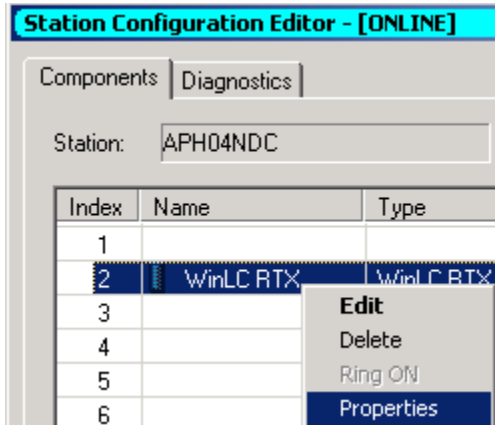 Station Configuration Editor - [ONLINE]
Components Diagnostics
Station: APH04NDC
Index Name Type
1
2 WinLC RTX WinLC RTX
3 Edit
4 Delete
5 Ring ON
6 Properties